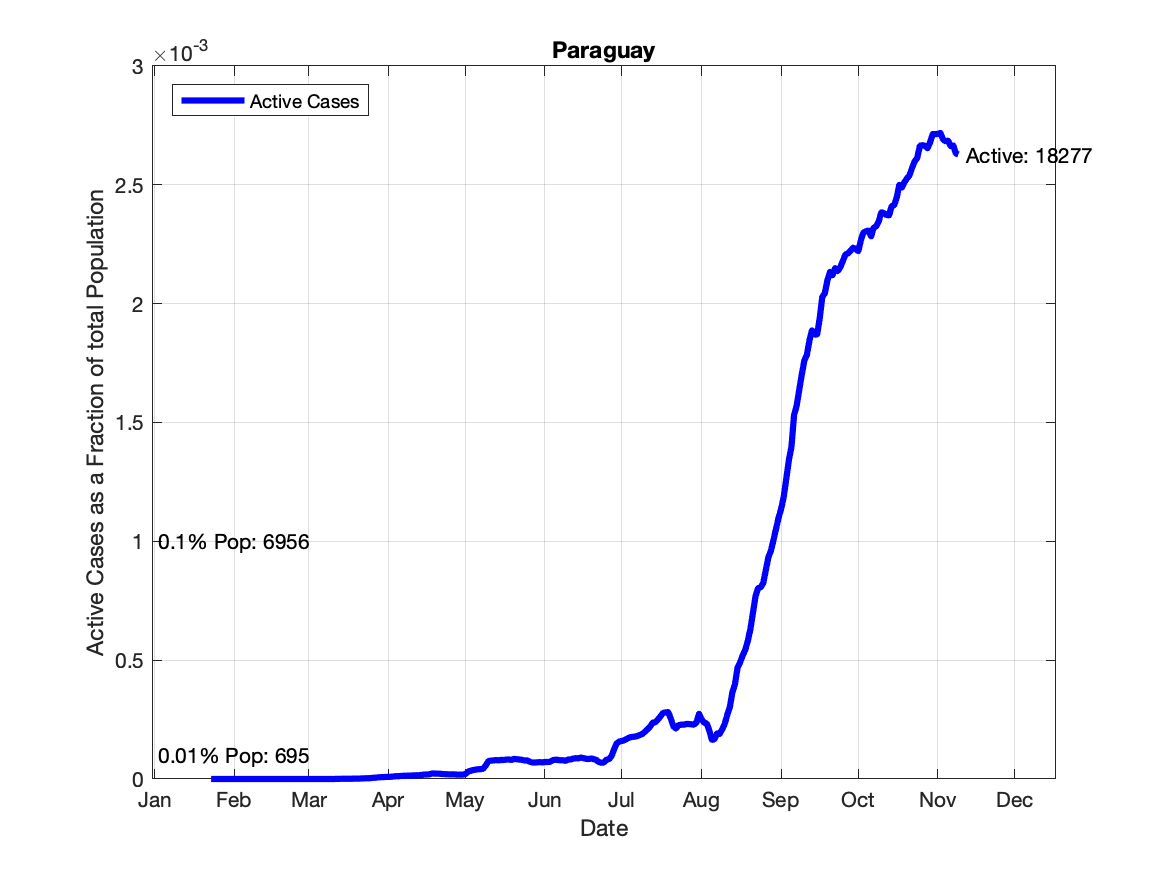 Paraguay
×10⁻³
3
2.5
2
1.5
1
0.5
0
Active Cases as a Fraction of total Population
Active Cases
Active: 18277
0.1% Pop: 6956
0.01% Pop: 695
Jan Feb Mar Apr May Jun Jul Aug Sep Oct Nov Dec
Date